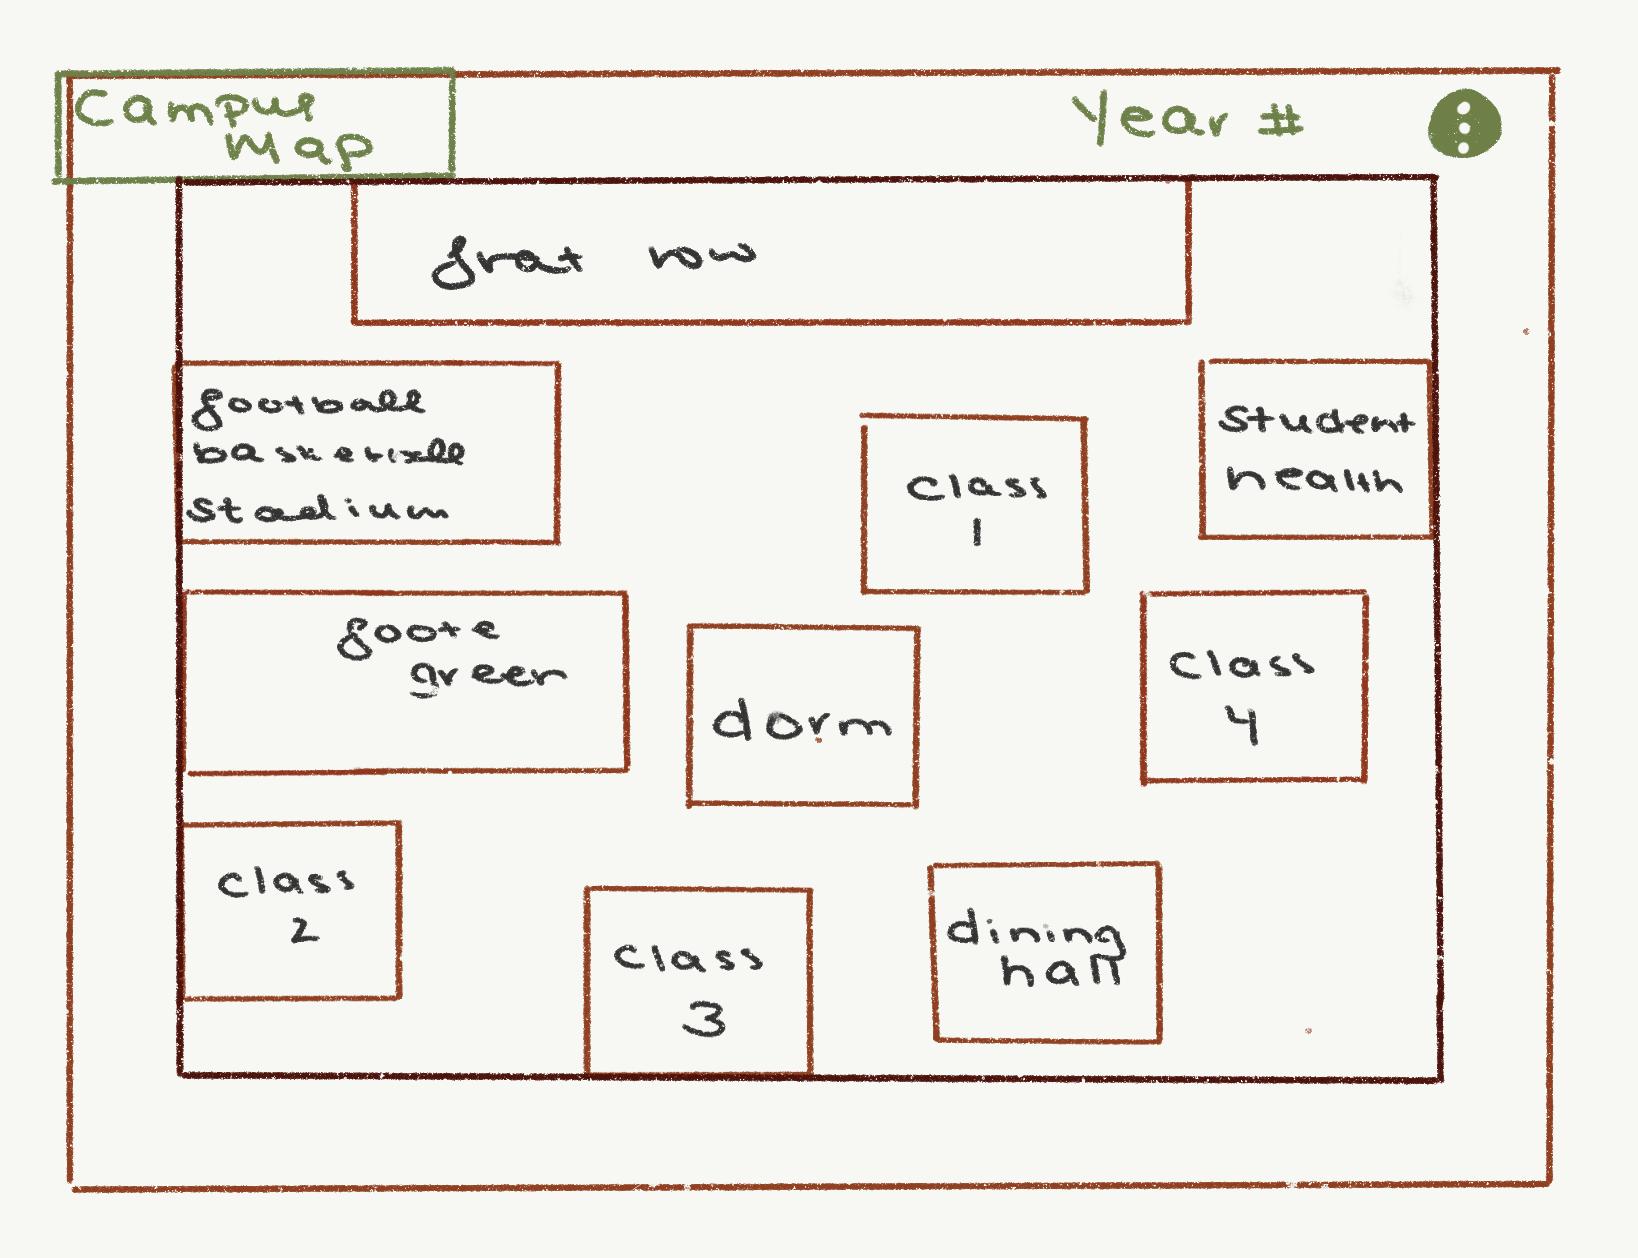 Campus
Map
Year #
frat row
football
basketball
stadium
class
1
student
health
foote
green
dorm
class
4
class
2
class
3
dining
hall